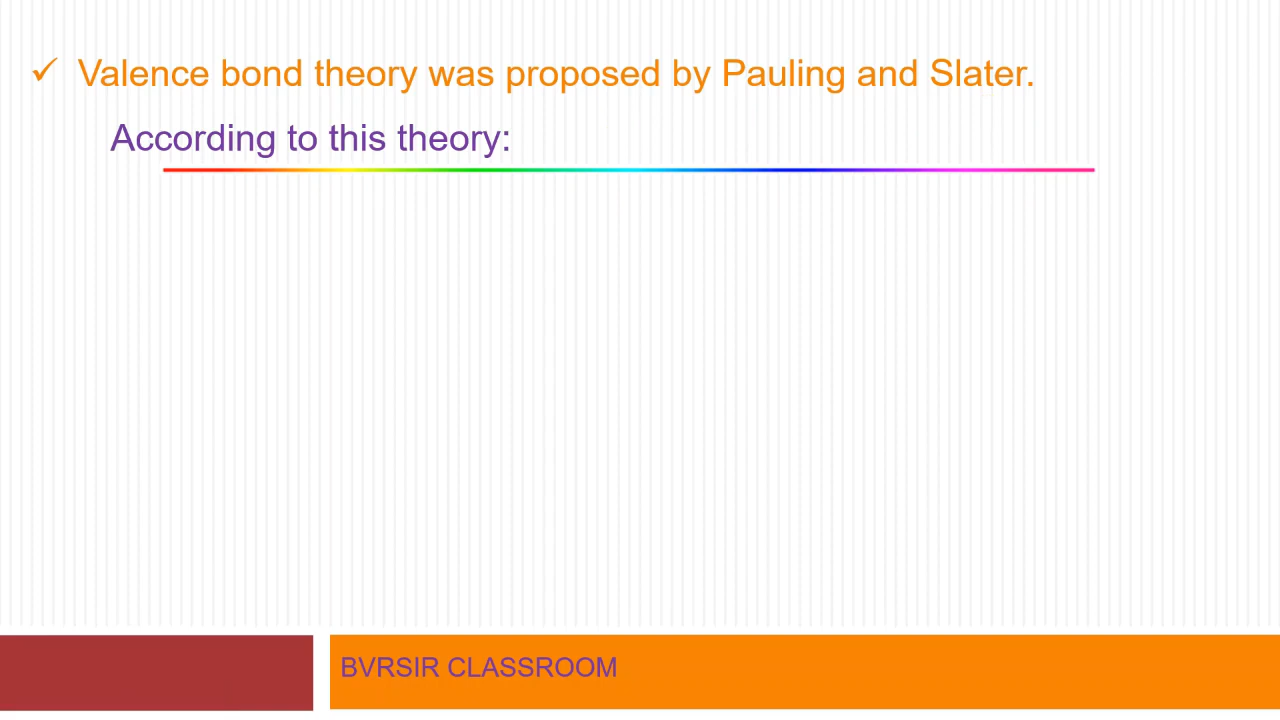 ✓ Valence bond theory was proposed by Pauling and Slater.
According to this theory:
BVRSIR CLASSROOM